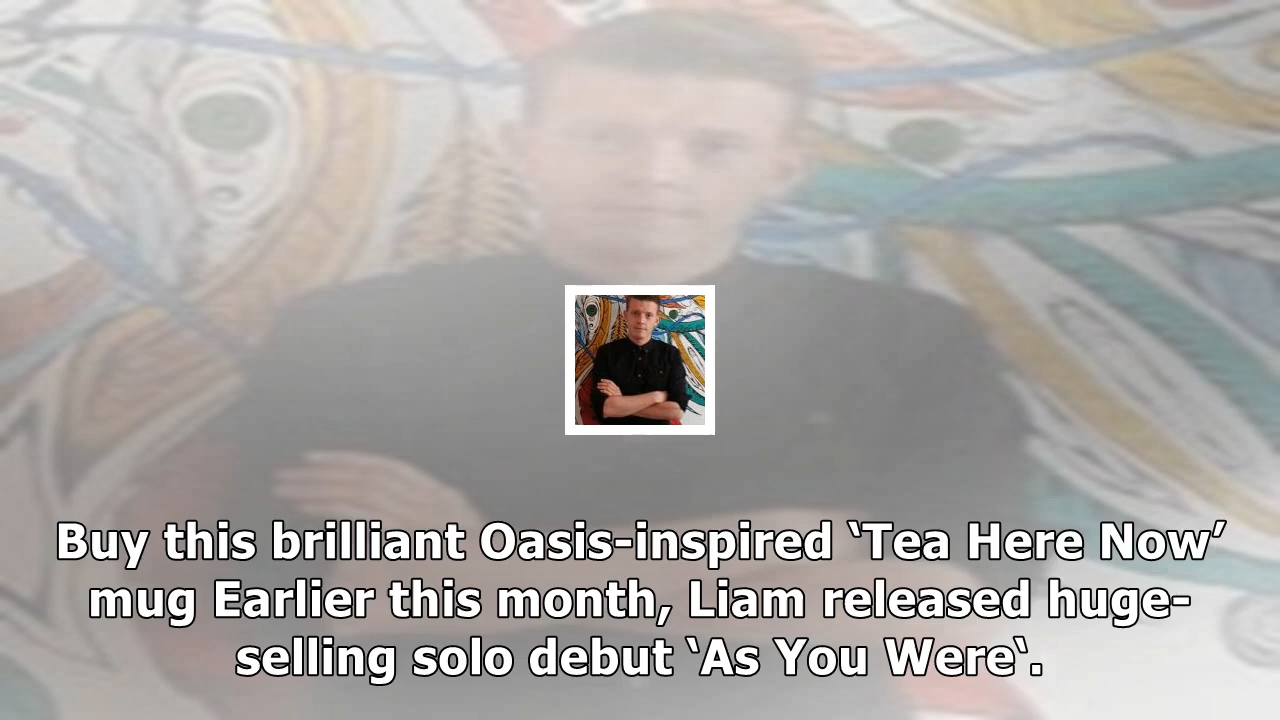 Buy this brilliant Oasis-inspired ‘Tea Here Now’
mug Earlier this month, Liam released huge-
selling solo debut ‘As You Were‘.